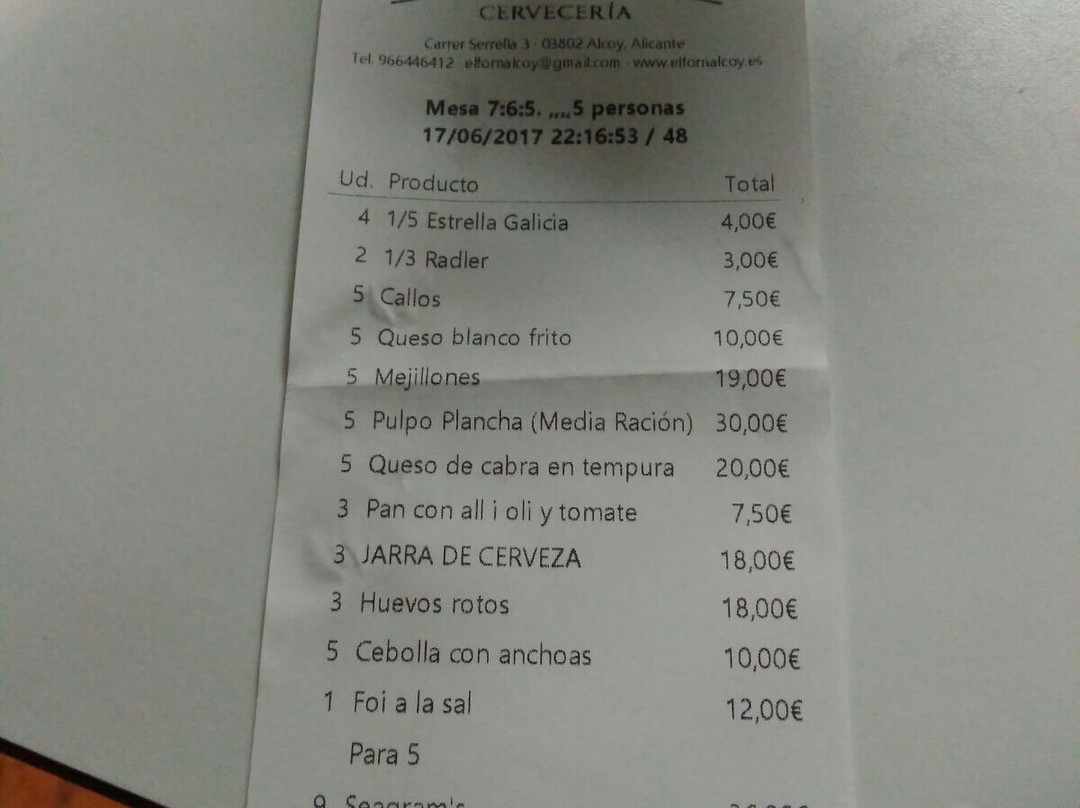 CERVECERÍA
Carrer Serrella 3 · 03802 Alcoy, Alicante
Tel. 966446412 elfornalcoy@gmail.com · www.elfornalcoy.es
Mesa 7:6:5. ,,,,,5 personas
17/06/2017 22:16:53 / 48
Ud. Producto Total
4 1/5 Estrella Galicia 4,00€
2 1/3 Radler 3,00€
5 Callos 7,50€
5 Queso blanco frito 10,00€
5 Mejillones 19,00€
5 Pulpo Plancha (Media Ración) 30,00€
5 Queso de cabra en tempura 20,00€
3 Pan con all i oli y tomate 7,50€
3 JARRA DE CERVEZA 18,00€
3 Huevos rotos 18,00€
5 Cebolla con anchoas 10,00€
1 Foi a la sal 12,00€
Para 5
9 Seagram's